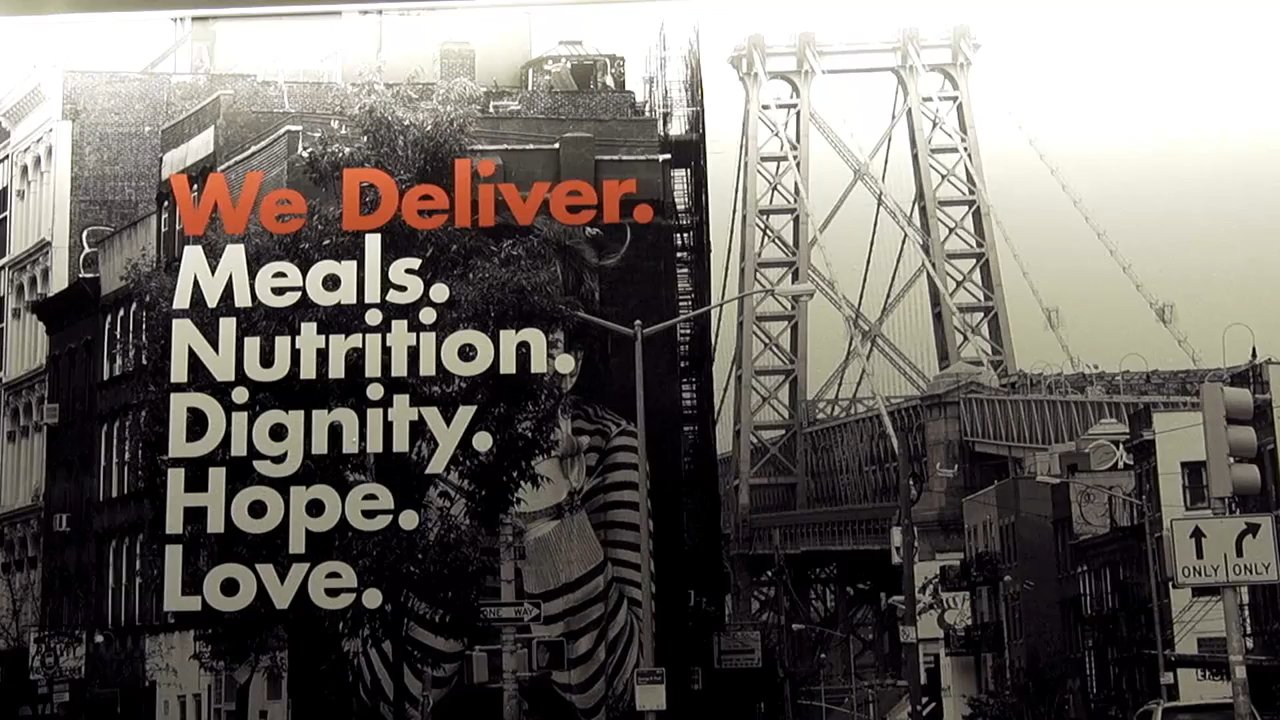 We Deliver.
Meals.
Nutrition.
Dignity.
Hope.
Love.
ONE WAY
ONLY ONLY